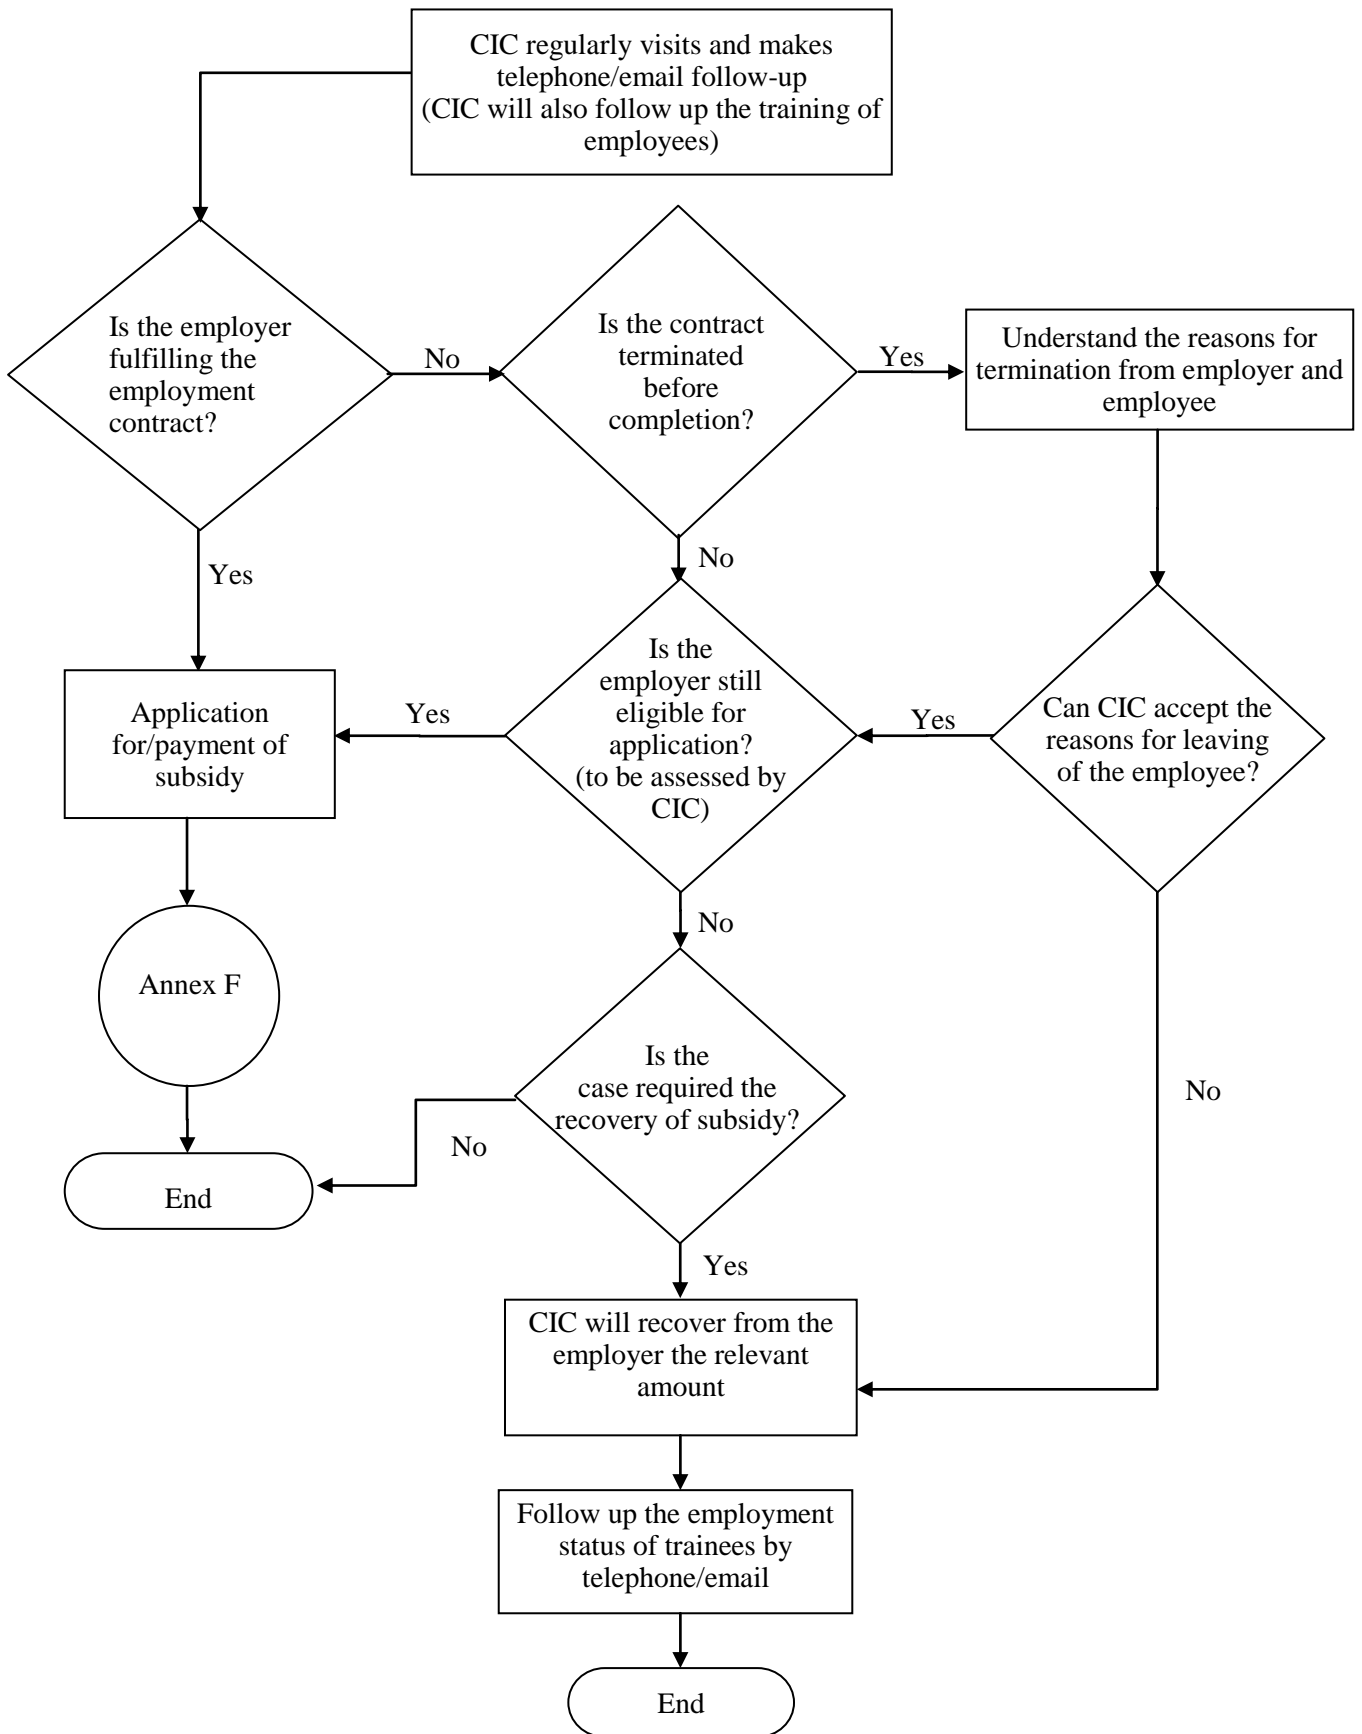 CIC regularly visits and makes
telephone/email follow-up
(CIC will also follow up the training of
employees)
Is the employer
fulfilling the
employment
contract?
No
Is the contract
terminated
before
completion?
Yes
Understand the reasons for
termination from employer and
employee
Yes
No
Application
for/payment of
subsidy
Yes
Is the
employer still
eligible for
application?
(to be assessed by
CIC)
Yes
Can CIC accept the
reasons for leaving
of the employee?
No
Annex F
Is the
case required the
recovery of subsidy?
No
No
End
Yes
CIC will recover from the
employer the relevant
amount
Follow up the employment
status of trainees by
telephone/email
End